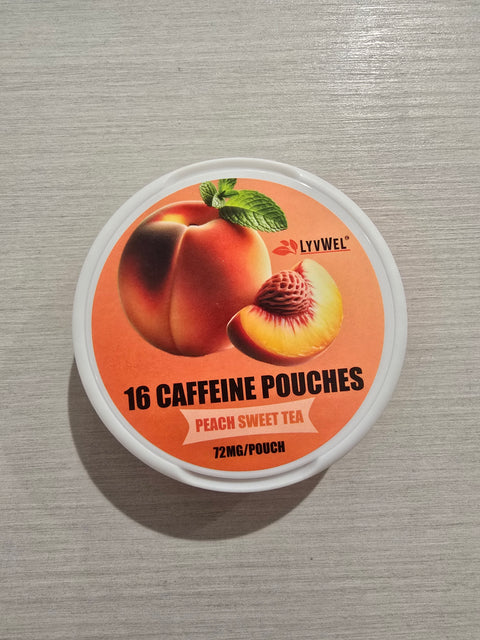 LYVWEL®
16 CAFFEINE POUCHES
PEACH SWEET TEA
72MG/POUCH